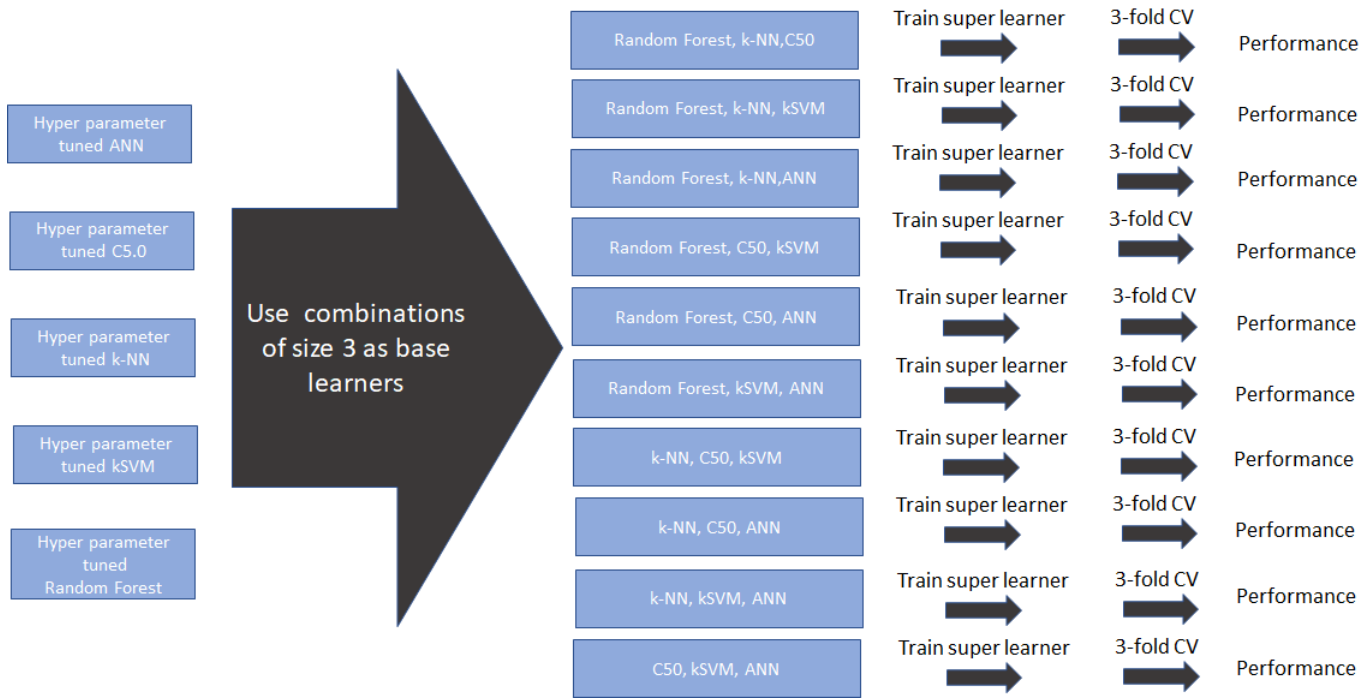 Hyper parameter
tuned ANN
Hyper parameter
tuned C5.0
Hyper parameter
tuned k-NN
Hyper parameter
tuned kSVM
Hyper parameter
tuned
Random Forest
Use combinations
of size 3 as base
learners
Random Forest, k-NN,C50
Train super learner
3-fold CV
Performance
Random Forest, k-NN, kSVM
Train super learner
3-fold CV
Performance
Random Forest, k-NN,ANN
Train super learner
3-fold CV
Performance
Random Forest, C50, kSVM
Train super learner
3-fold CV
Performance
Random Forest, C50, ANN
Train super learner
3-fold CV
Performance
Random Forest, kSVM, ANN
Train super learner
3-fold CV
Performance
k-NN, C50, kSVM
Train super learner
3-fold CV
Performance
k-NN, C50, ANN
Train super learner
3-fold CV
Performance
k-NN, kSVM, ANN
Train super learner
3-fold CV
Performance
C50, kSVM, ANN
Train super learner
3-fold CV
Performance